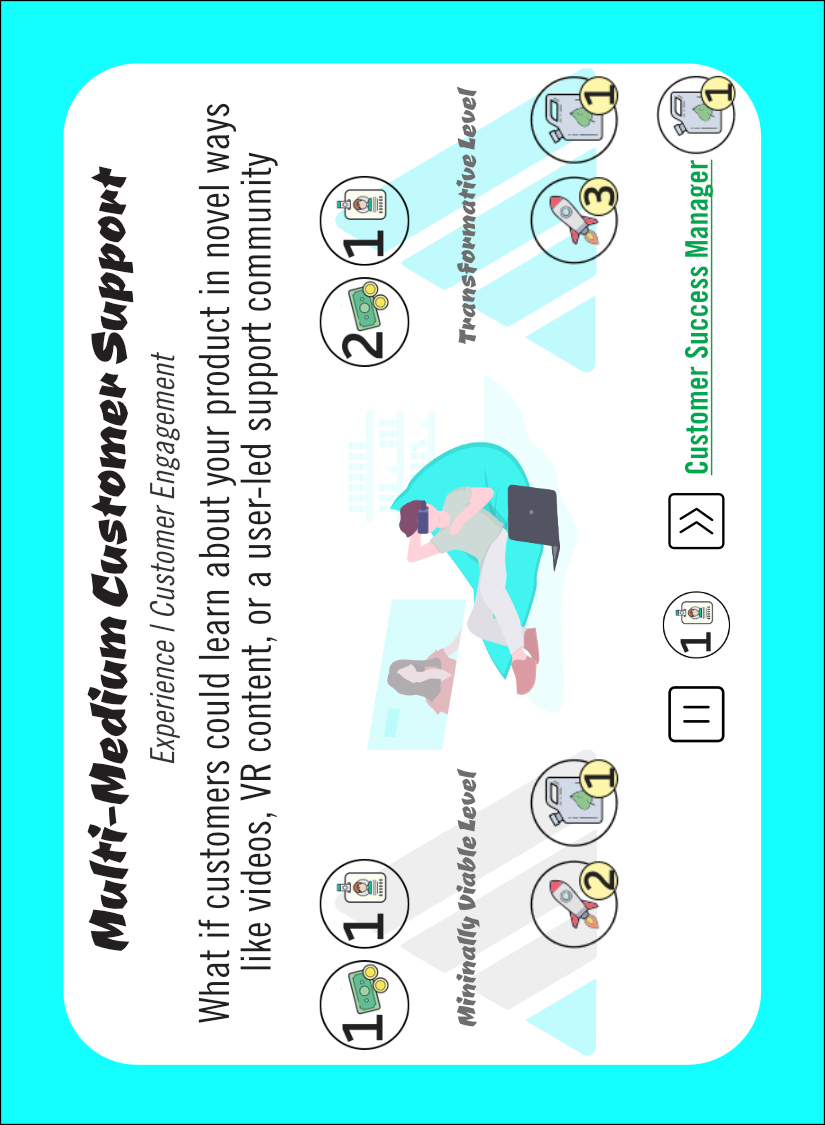 Multi-Medium Customer Support
Experience | Customer Engagement
What if customers could learn about your product in novel ways
like videos, VR content, or a user-led support community
1 1
2 1
Mininally Viable Level
Transformative Level
2 1
3 1
1 Customer Success Manager 1